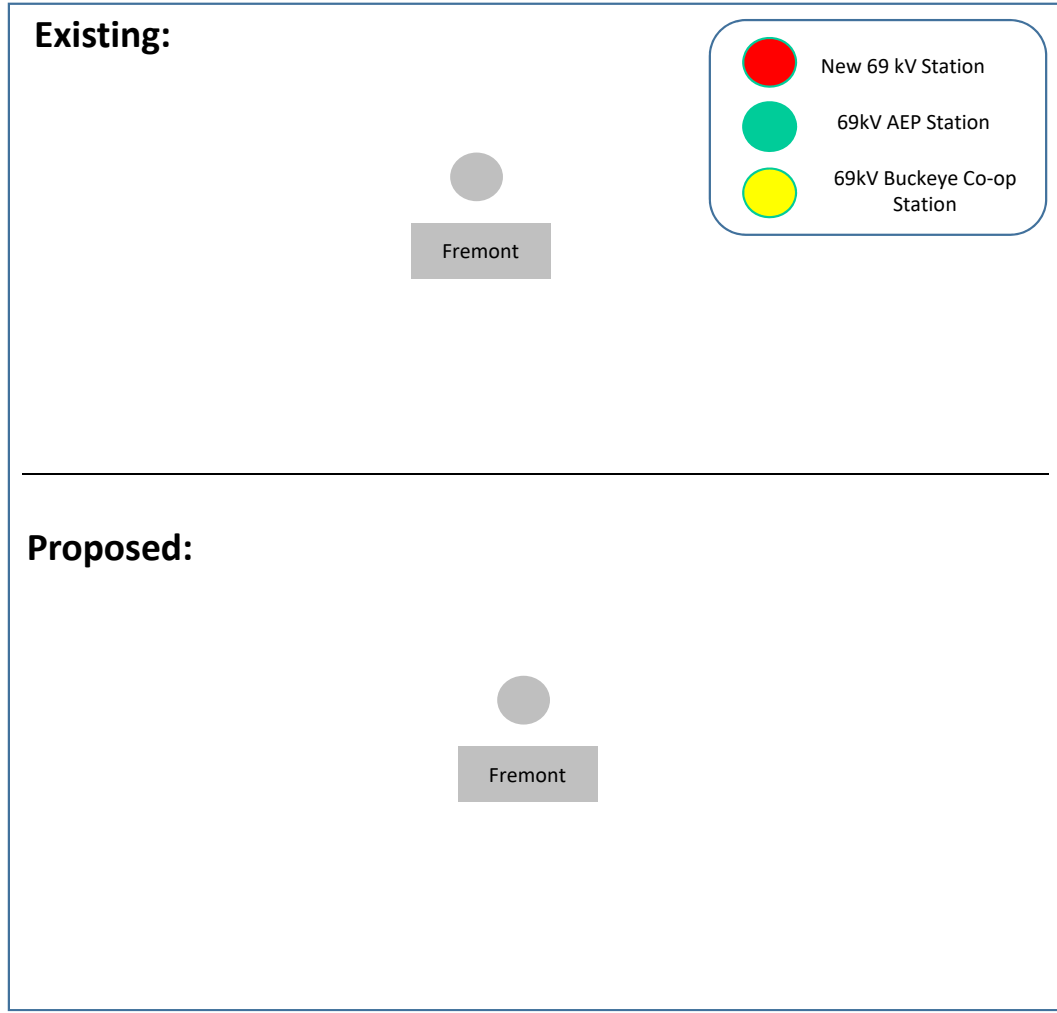 Existing:
New 69 kV Station
69kV AEP Station
69kV Buckeye Co-op
Station
Fremont
Proposed:
Fremont